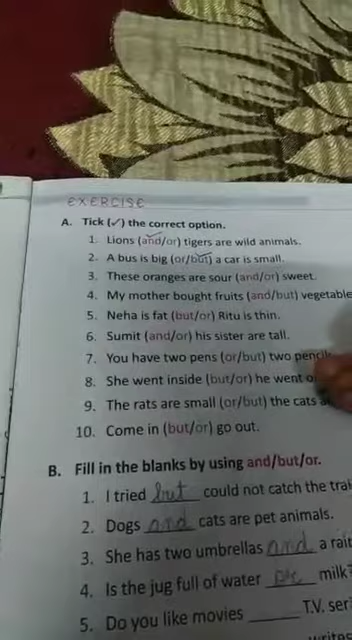 EXERCISE
A. Tick (✓) the correct option.
1. Lions (and/or) tigers are wild animals.
2. A bus is big (or/but) a car is small.
3. These oranges are sour (and/or) sweet.
4. My mother bought fruits (and/but) vegetable
5. Neha is fat (but/or) Ritu is thin.
6. Sumit (and/or) his sister are tall.
7. You have two pens (or/but) two pencils
8. She went inside (but/or) he went
9. The rats are small (or/but) the cats
10. Come in (but/or) go out.
B. Fill in the blanks by using and/but/or.
1. I tried but could not catch the trai
2. Dogs and cats are pet animals.
3. She has two umbrellas and a rain
4. Is the jug full of water or milk?
5. Do you like movies ______ T.V. ser